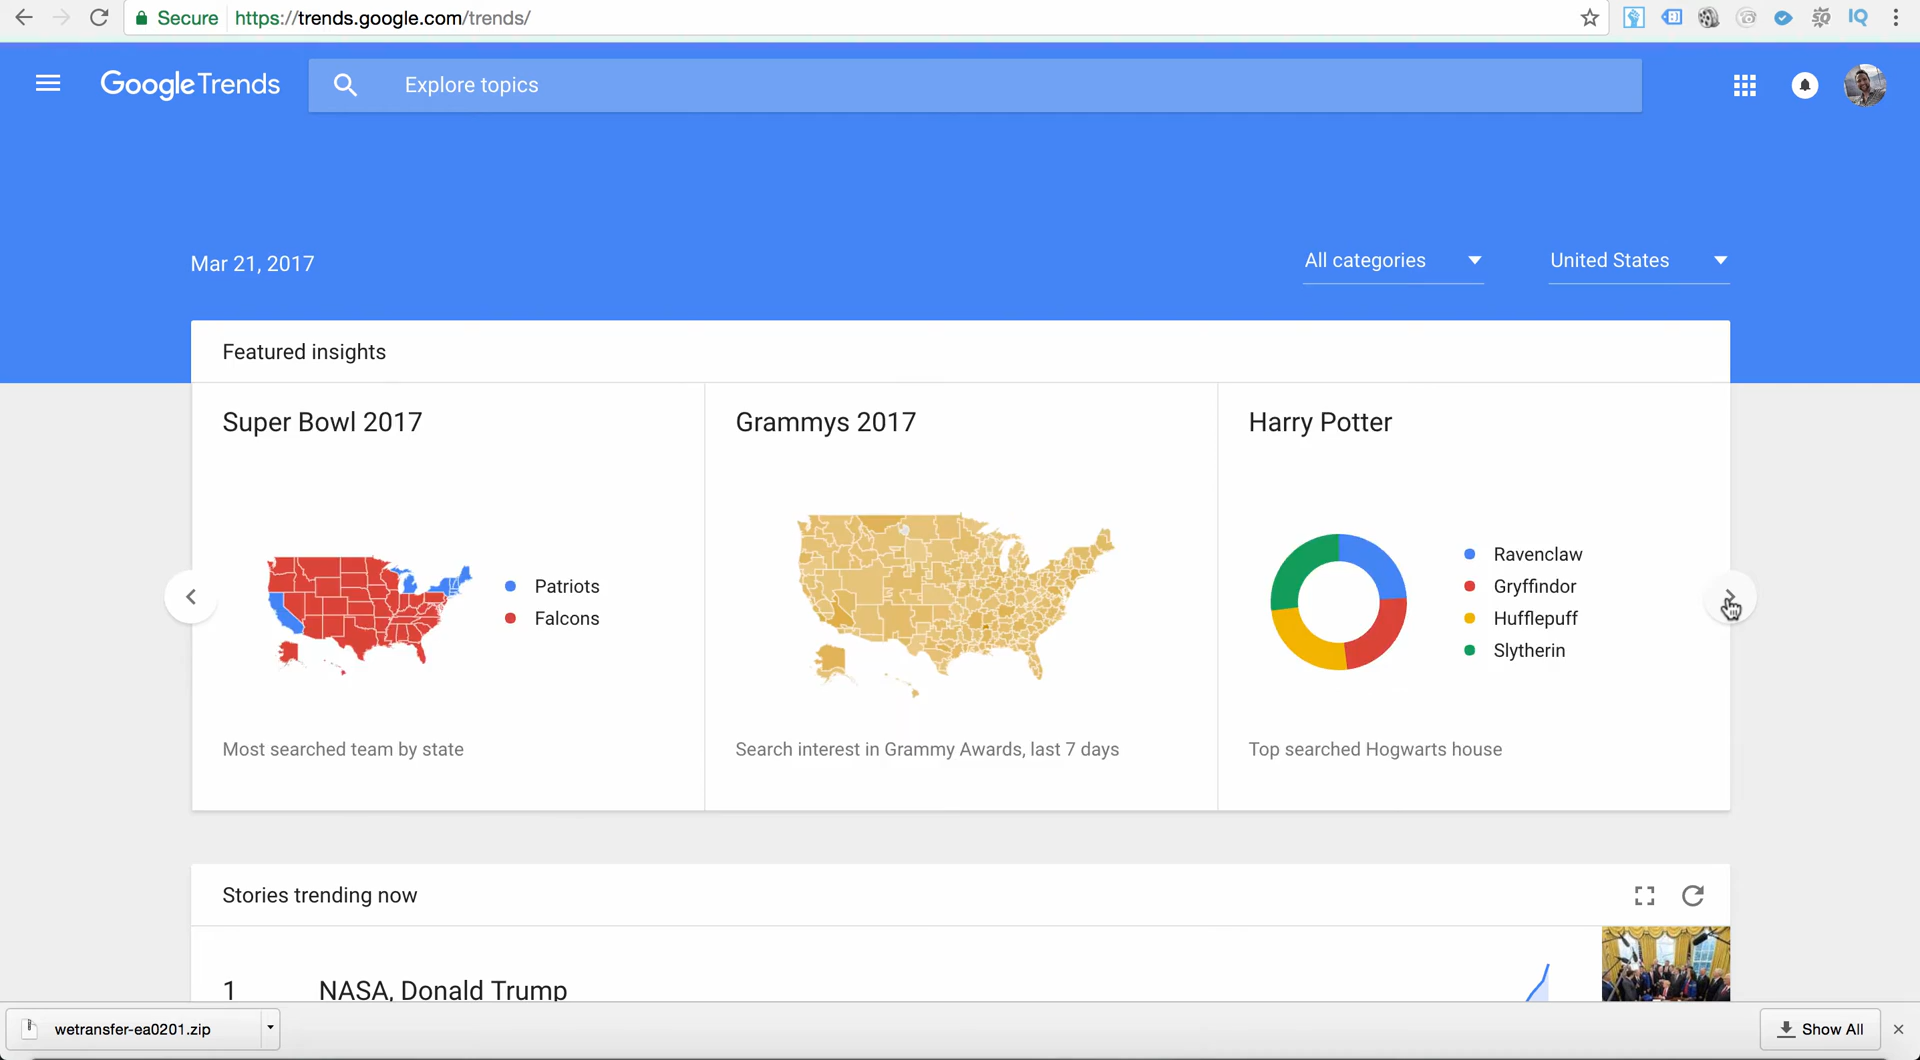 Secure https://trends.google.com/trends/
IQ
Google Trends
Explore topics
Mar 21, 2017
All categories
United States
Featured insights
Super Bowl 2017
Grammys 2017
Harry Potter
Patriots
Falcons
Ravenclaw
Gryffindor
Hufflepuff
Slytherin
Most searched team by state
Search interest in Grammy Awards, last 7 days
Top searched Hogwarts house
Stories trending now
1 NASA, Donald Trump
wetransfer-ea0201.zip
Show All